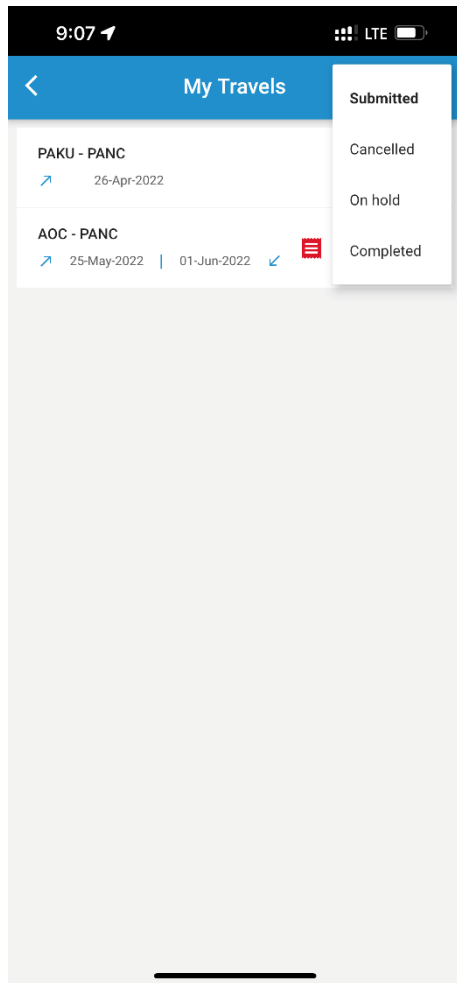 9:07 LTE
My Travels
Submitted
Cancelled
On hold
Completed
PAKU - PANC
26-Apr-2022
AOC - PANC
25-May-2022 | 01-Jun-2022